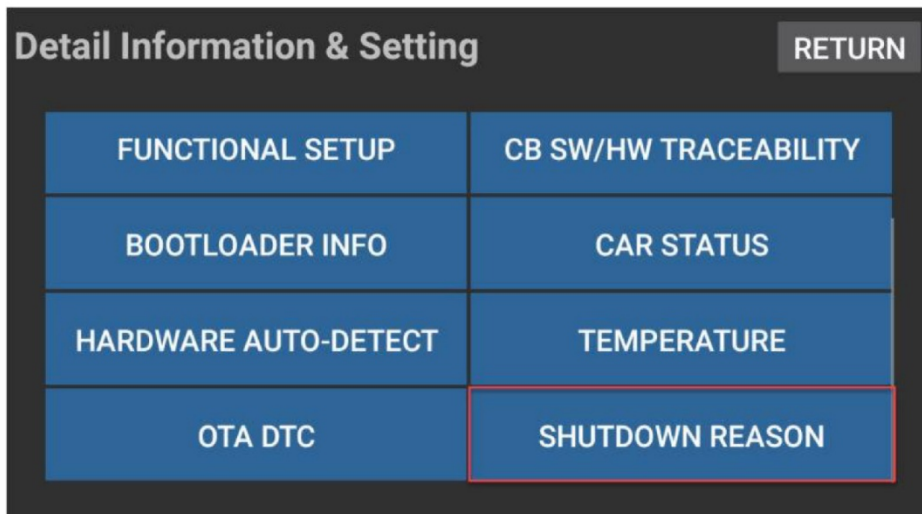 Detail Information & Setting
RETURN
FUNCTIONAL SETUP
CB SW/HW TRACEABILITY
BOOTLOADER INFO
CAR STATUS
HARDWARE AUTO-DETECT
TEMPERATURE
OTA DTC
SHUTDOWN REASON